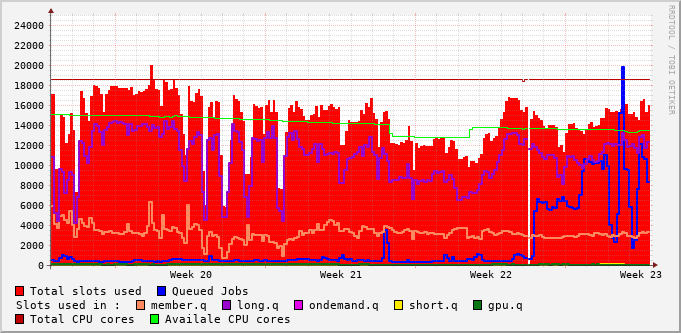 RRDTOOL / TOBI OETIKER
24000
22000
20000
18000
16000
14000
12000
10000
8000
6000
4000
2000
0
Week 20 Week 21 Week 22 Week 23
Total slots used Queued Jobs
Slots used in : member.q long.q ondemand.q short.q gpu.q
Total CPU cores Availale CPU cores